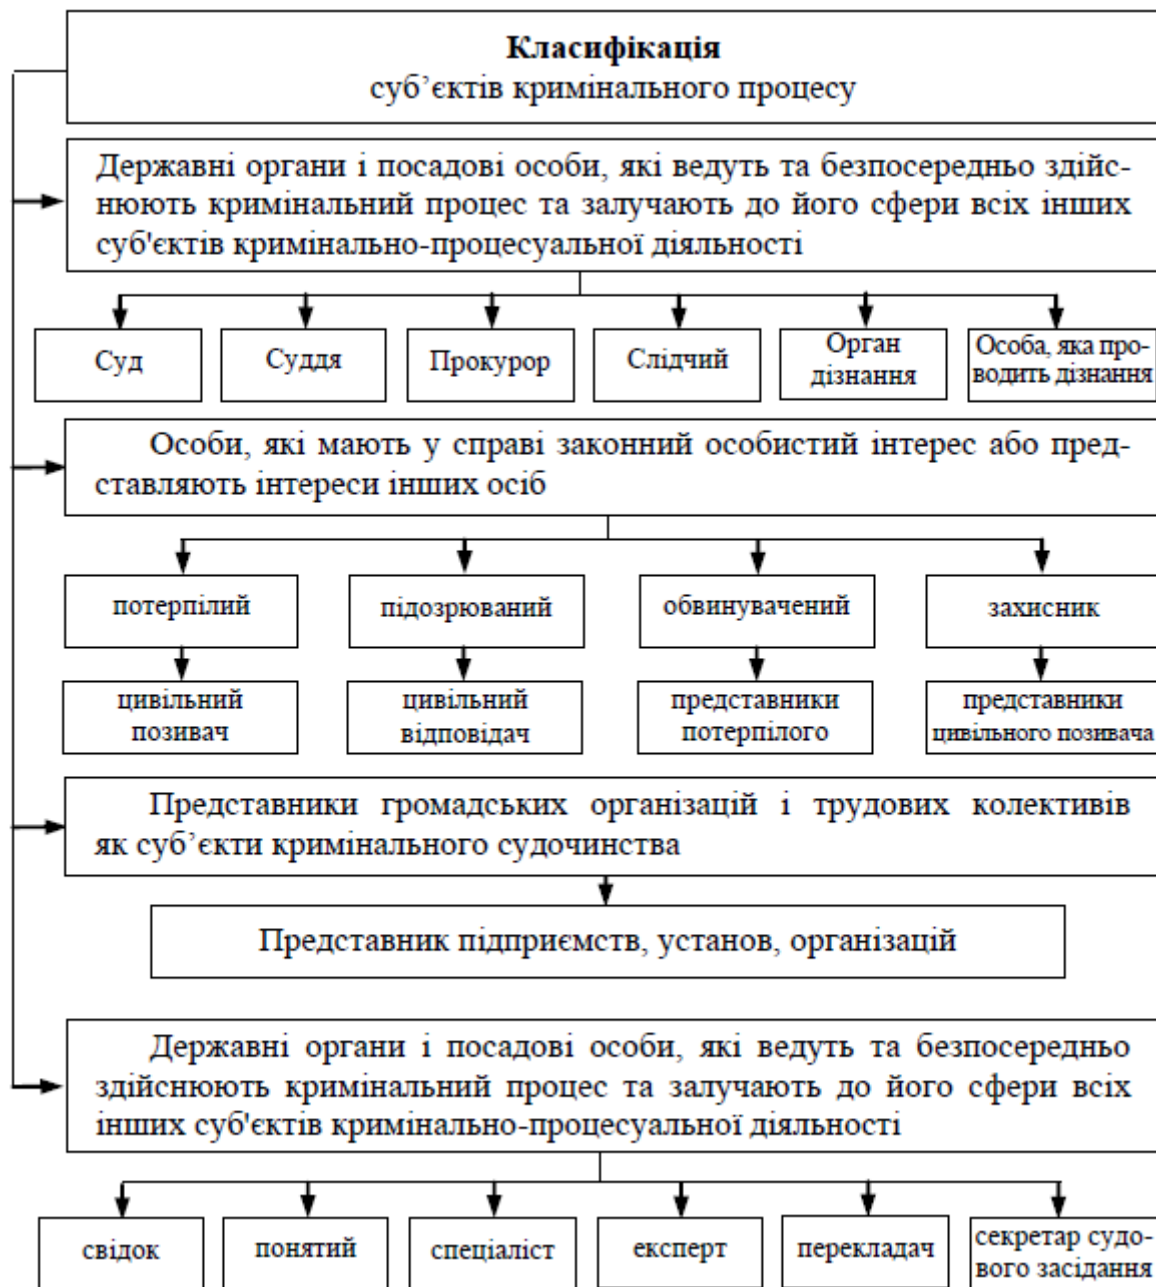 Класифікація
суб’єктів кримінального процесу
Державні органи і посадові особи, які ведуть та безпосередньо здійс-
нюють кримінальний процес та залучають до його сфери всіх інших
суб'єктів кримінально-процесуальної діяльності
Суд
Суддя
Прокурор
Слідчий
Орган
дізнання
Особа, яка про-
водить дізнання
Особи, які мають у справі законний особистий інтерес або пред-
ставляють інтереси інших осіб
потерпілий
підозрюваний
обвинувачений
захисник
цивільний
позивач
цивільний
відповідач
представники
потерпілого
представники
цивільного позивача
Представники громадських організацій і трудових колективів
як суб’єкти кримінального судочинства
Представник підприємств, установ, організацій
Державні органи і посадові особи, які ведуть та безпосередньо
здійснюють кримінальний процес та залучають до його сфери всіх
інших суб'єктів кримінально-процесуальної діяльності
свідок
понятий
спеціаліст
експерт
перекладач
секретар судо-
вого засідання